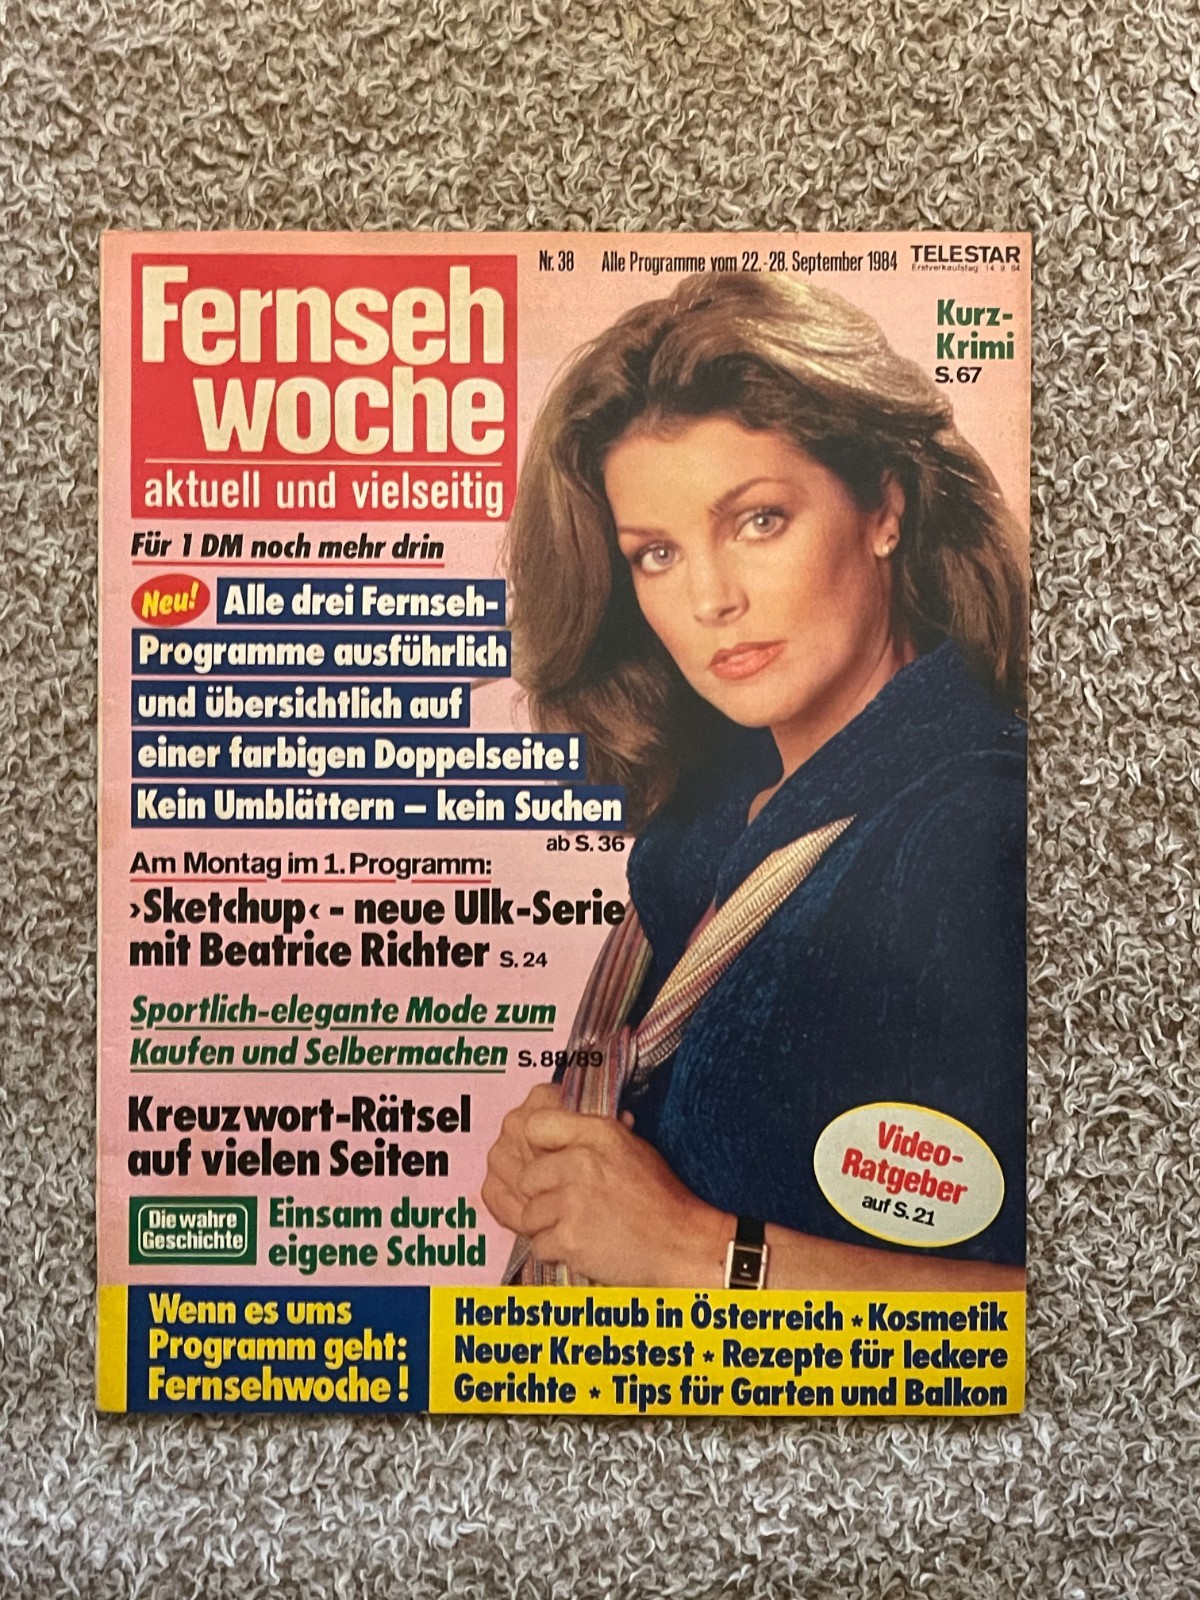 Nr. 38 Alle Programme vom 22.-28. September 1984 TELESTAR
Erstverkaufstag: 14. 9. 84
Fernseh
woche
aktuell und vielseitig
Kurz-
Krimi
S. 67
Für 1 DM noch mehr drin
Neu! Alle drei Fernseh-
Programme ausführlich
und übersichtlich auf
einer farbigen Doppelseite!
Kein Umblättern – kein Suchen
ab S. 36
Am Montag im 1. Programm:
›Sketchup‹ - neue Ulk-Serie
mit Beatrice Richter S. 24
Sportlich-elegante Mode zum
Kaufen und Selbermachen S. 88/89
Kreuzwort-Rätsel
auf vielen Seiten
Video-
Ratgeber
auf S. 21
Die wahre
Geschichte
Einsam durch
eigene Schuld
Wenn es ums
Programm geht:
Fernsehwoche!
Herbsturlaub in Österreich * Kosmetik
Neuer Krebstest * Rezepte für leckere
Gerichte * Tips für Garten und Balkon